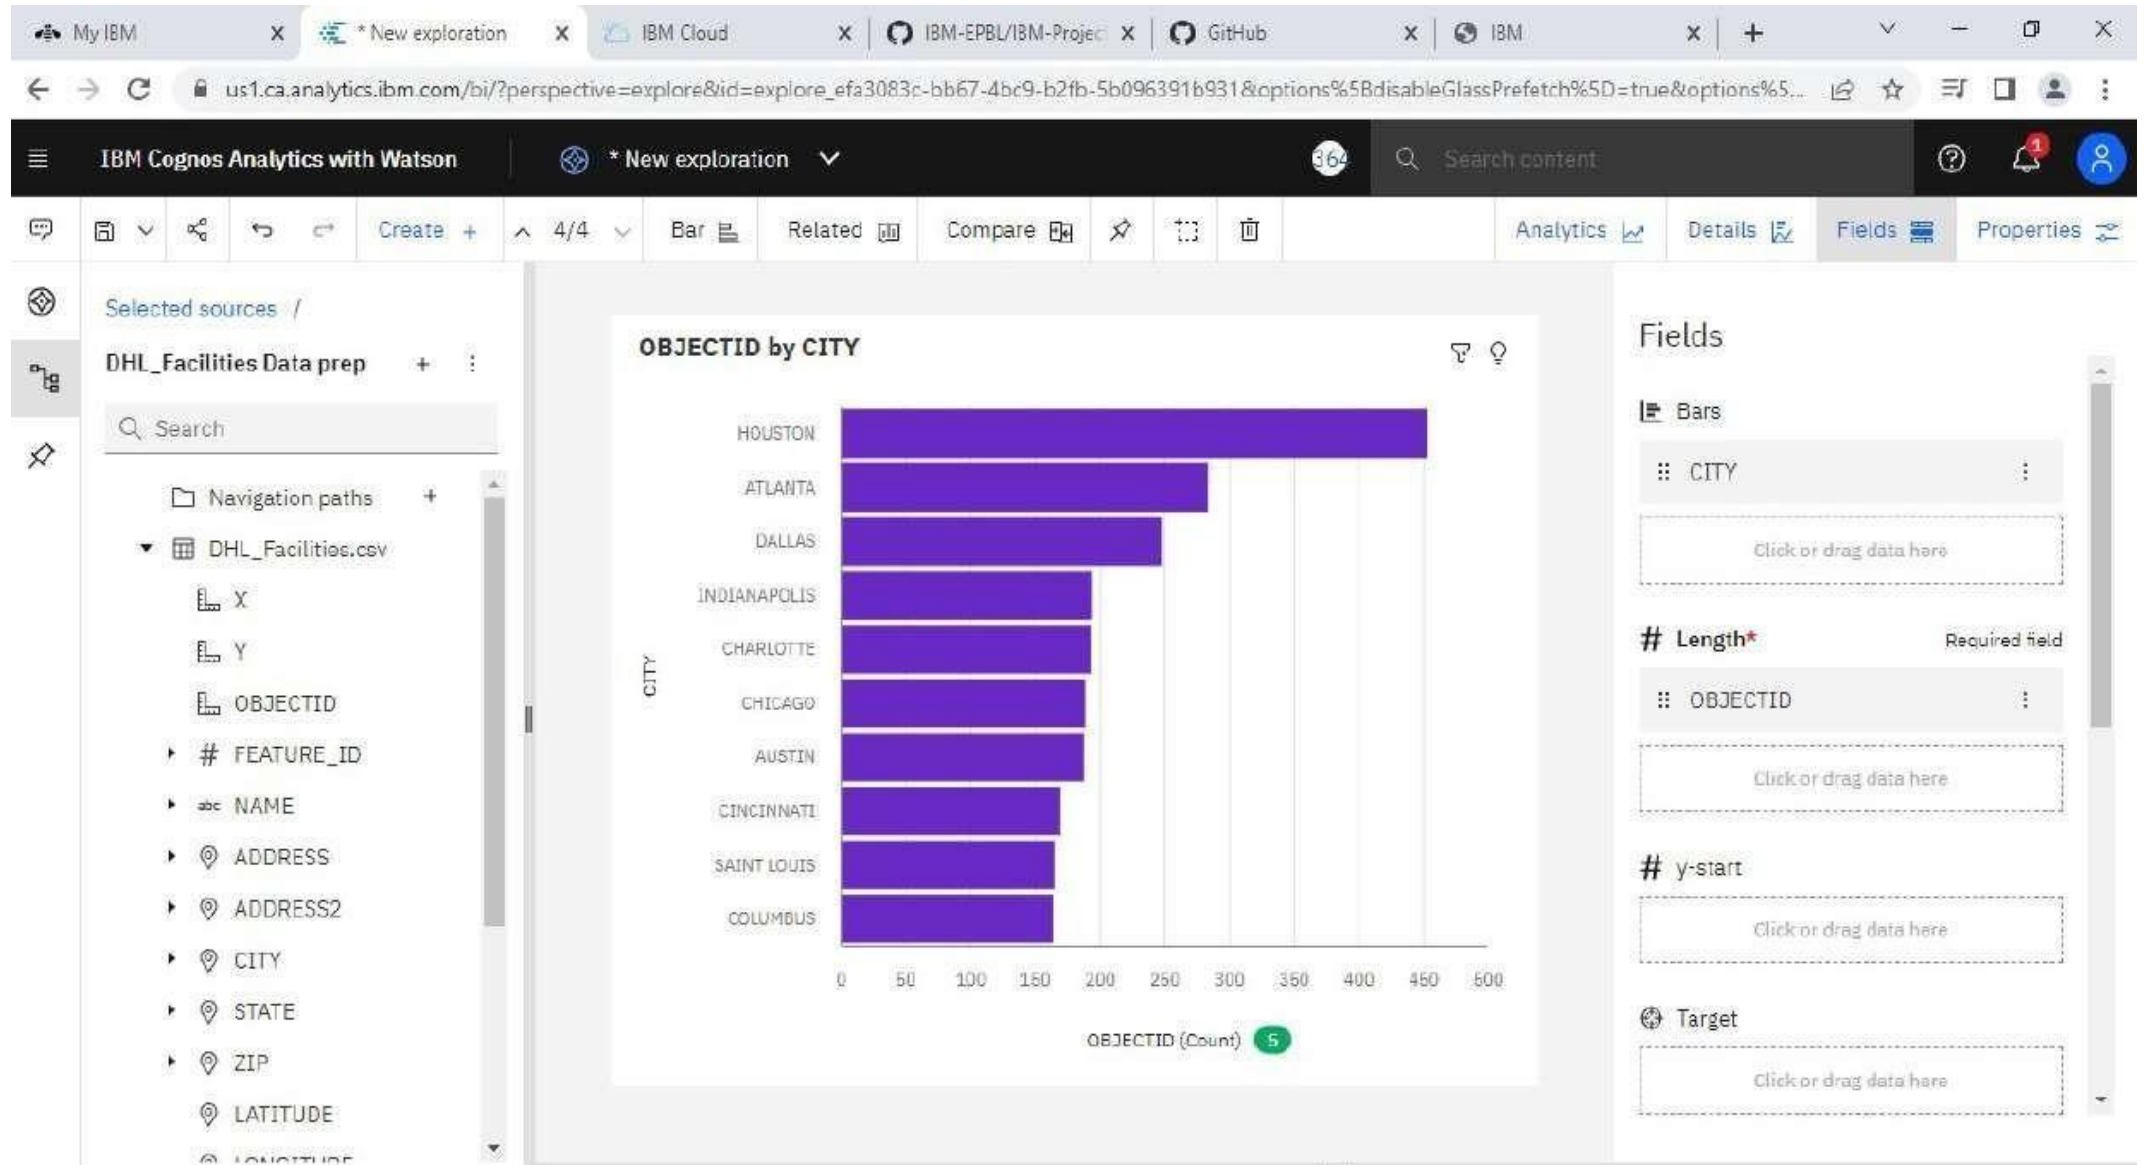 My IBM
* New exploration
IBM Cloud
IBM-EPBL/IBM-Projec
GitHub
IBM
us1.ca.analytics.ibm.com/bi/?perspective=explore&id=explore_efa3083c-bb67-4bc9-b2fb-5b096391b931&options%5BdisableGlassPrefetch%5D=true&options%5...
IBM Cognos Analytics with Watson
* New exploration
364
Search content
1
Create +
4/4
Bar
Related
Compare
Analytics
Details
Fields
Properties
Selected sources /
DHL_Facilities Data prep
Search
Navigation paths
DHL_Facilities.csv
X
Y
OBJECTID
# FEATURE_ID
abc NAME
ADDRESS
ADDRESS2
CITY
STATE
ZIP
LATITUDE
LONGITUDE
OBJECTID by CITY
HOUSTON
ATLANTA
DALLAS
INDIANAPOLIS
CHARLOTTE
CHICAGO
AUSTIN
CINCINNATI
SAINT LOUIS
COLUMBUS
CITY
0 50 100 150 200 250 300 350 400 450 500
OBJECTID (Count) 5
Fields
Bars
CITY
Click or drag data here
# Length* Required field
OBJECTID
Click or drag data here
# y-start
Click or drag data here
Target
Click or drag data here